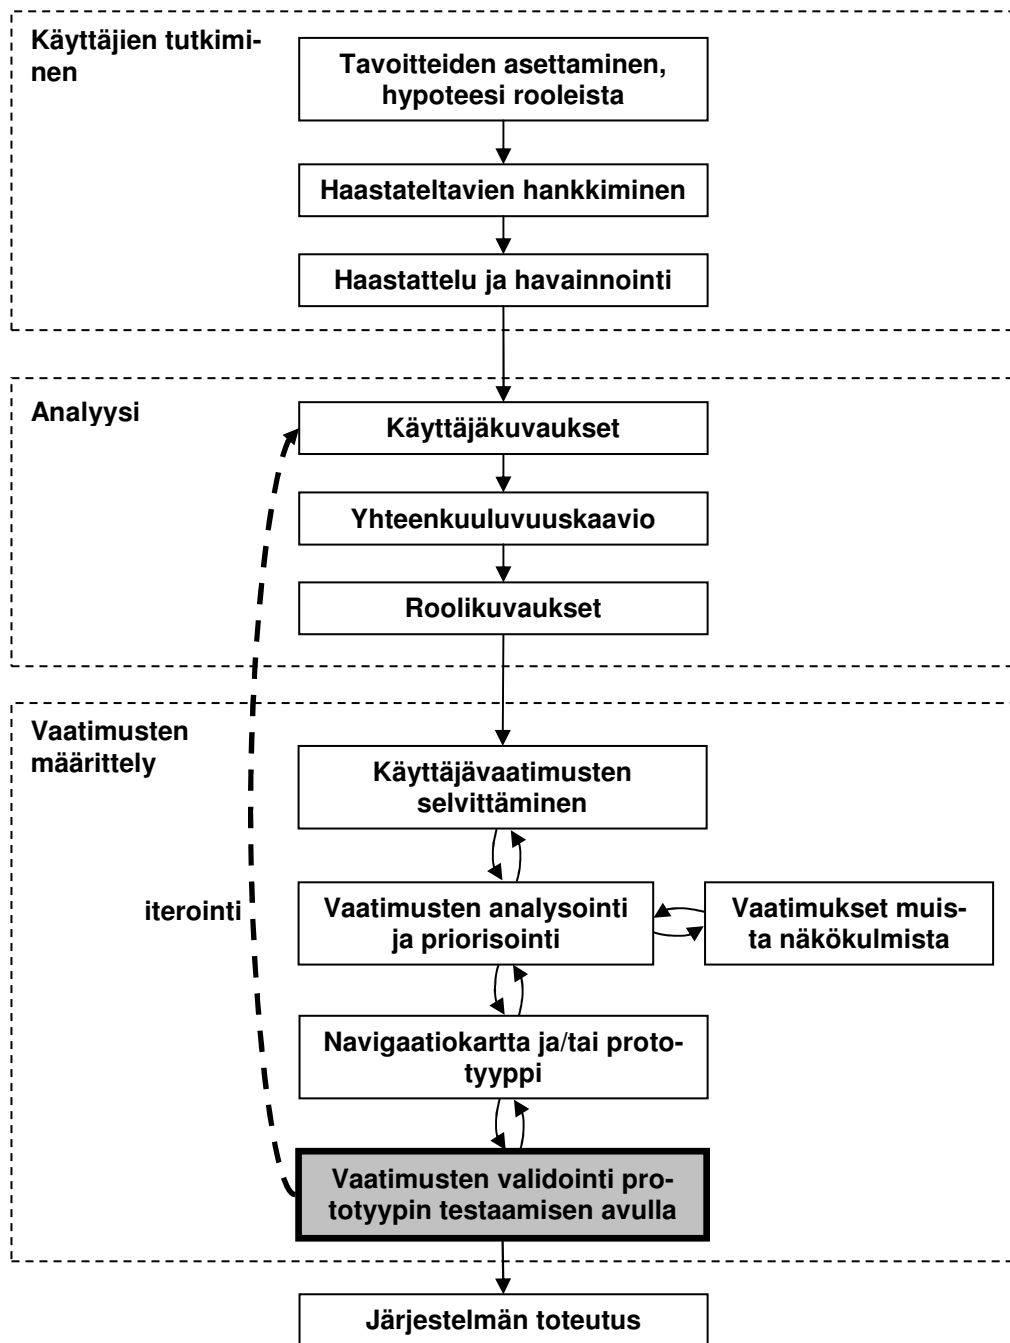 Käyttäjien tutkimi-
nen
Tavoitteiden asettaminen,
hypoteesi rooleista
Haastateltavien hankkiminen
Haastattelu ja havainnointi
Analyysi
Käyttäjäkuvaukset
Yhteenkuuluvuuskaavio
Roolikuvaukset
Vaatimusten
määrittely
Käyttäjävaatimusten
selvittäminen
iterointi
Vaatimusten analysointi
ja priorisointi
Vaatimukset muis-
ta näkökulmista
Navigaatiokartta ja/tai proto-
tyyppi
Vaatimusten validointi pro-
totyypin testaamisen avulla
Järjestelmän toteutus